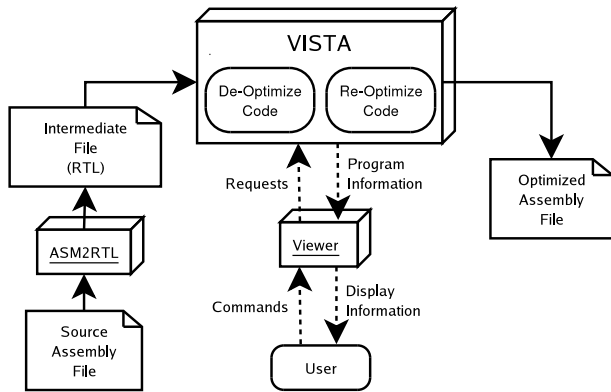 VISTA
De-Optimize
Code
Re-Optimize
Code
Intermediate
File
(RTL)
Requests
Program
Information
Optimized
Assembly
File
ASM2RTL
Viewer
Commands
Display
Information
Source
Assembly
File
User